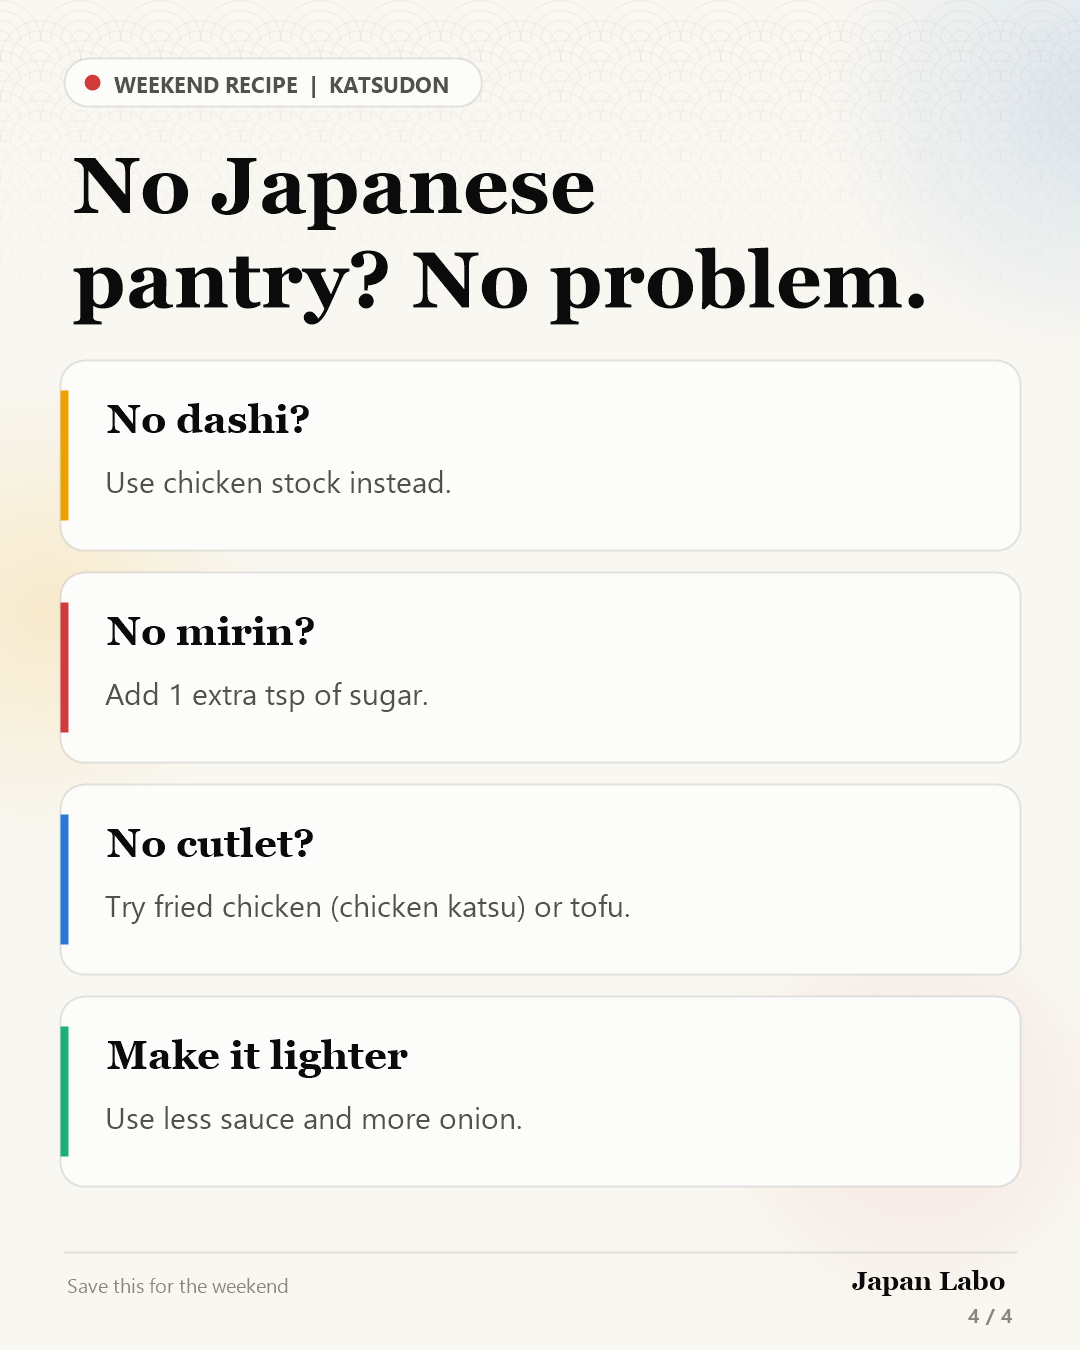 WEEKEND RECIPE | KATSUDON
No Japanese
pantry? No problem.
No dashi?
Use chicken stock instead.
No mirin?
Add 1 extra tsp of sugar.
No cutlet?
Try fried chicken (chicken katsu) or tofu.
Make it lighter
Use less sauce and more onion.
Save this for the weekend
Japan Labo
4 / 4